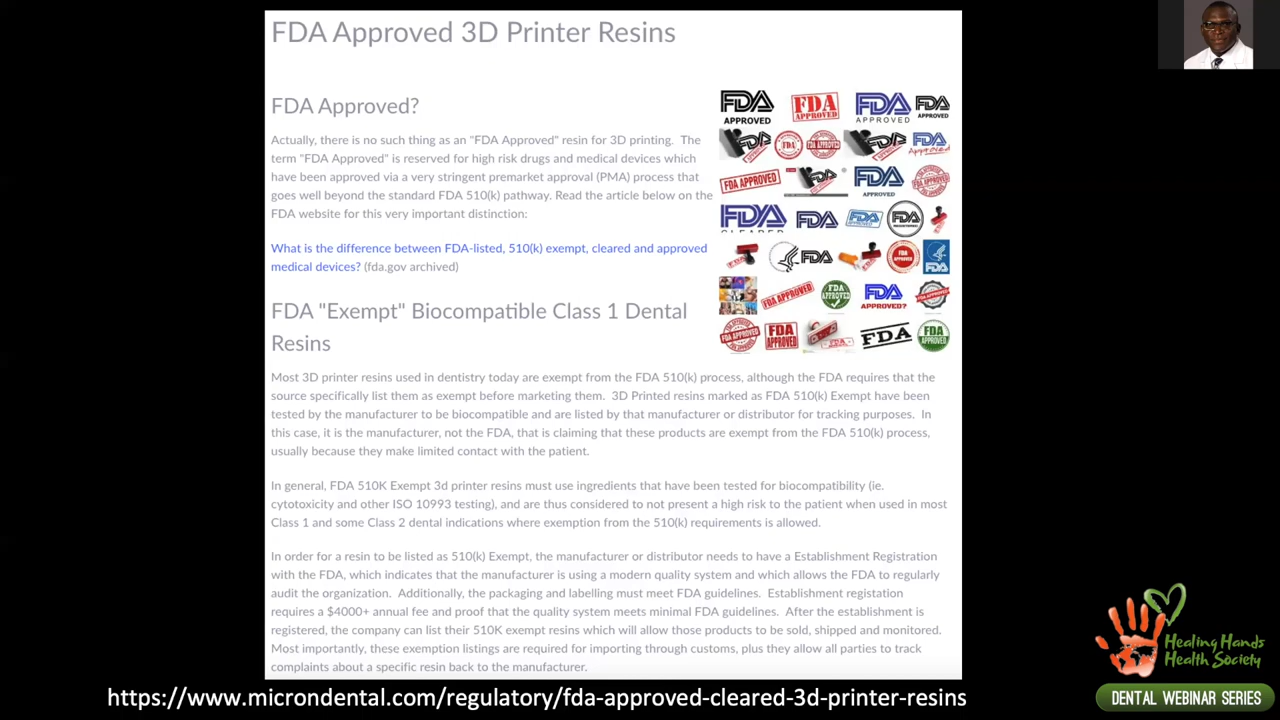 FDA Approved 3D Printer Resins
FDA Approved?
Actually, there is no such thing as an "FDA Approved" resin for 3D printing. The
term "FDA Approved" is reserved for high risk drugs and medical devices which
have been approved via a very stringent premarket approval (PMA) process that
goes well beyond the standard FDA 510(k) pathway. Read the article below on the
FDA website for this very important distinction:
What is the difference between FDA-listed, 510(k) exempt, cleared and approved
medical devices? (fda.gov archived)
FDA APPROVED
FDA APPROVED
FDA APPROVED
FDA APPROVED
FDA
FDA Approved
FDA APPROVED
FDA APPROVED
FDA
FDA
FDA
FDA
FDA APPROVED
FDA APPROVED
FDA APPROVED?
FDA APPROVED
FDA
FDA APPROVED
FDA "Exempt" Biocompatible Class 1 Dental
Resins
Most 3D printer resins used in dentistry today are exempt from the FDA 510(k) process, although the FDA requires that the
source specifically list them as exempt before marketing them. 3D Printed resins marked as FDA 510(k) Exempt have been
tested by the manufacturer to be biocompatible and are listed by that manufacturer or distributor for tracking purposes. In
this case, it is the manufacturer, not the FDA, that is claiming that these products are exempt from the FDA 510(k) process,
usually because they make limited contact with the patient.
In general, FDA 510K Exempt 3d printer resins must use ingredients that have been tested for biocompatibility (ie.
cytotoxicity and other ISO 10993 testing), and are thus considered to not present a high risk to the patient when used in most
Class 1 and some Class 2 dental indications where exemption from the 510(k) requirements is allowed.
In order for a resin to be listed as 510(k) Exempt, the manufacturer or distributor needs to have a Establishment Registration
with the FDA, which indicates that the manufacturer is using a modern quality system and which allows the FDA to regularly
audit the organization. Additionally, the packaging and labelling must meet FDA guidelines. Establishment registation
requires a $4000+ annual fee and proof that the quality system meets minimal FDA guidelines. After the establishment is
registered, the company can list their 510K exempt resins which will allow those products to be sold, shipped and monitored.
Most importantly, these exemption listings are required for importing through customs, plus they allow all parties to track
complaints about a specific resin back to the manufacturer.
https://www.microndental.com/regulatory/fda-approved-cleared-3d-printer-resins
Healing Hands
Health Society
DENTAL WEBINAR SERIES